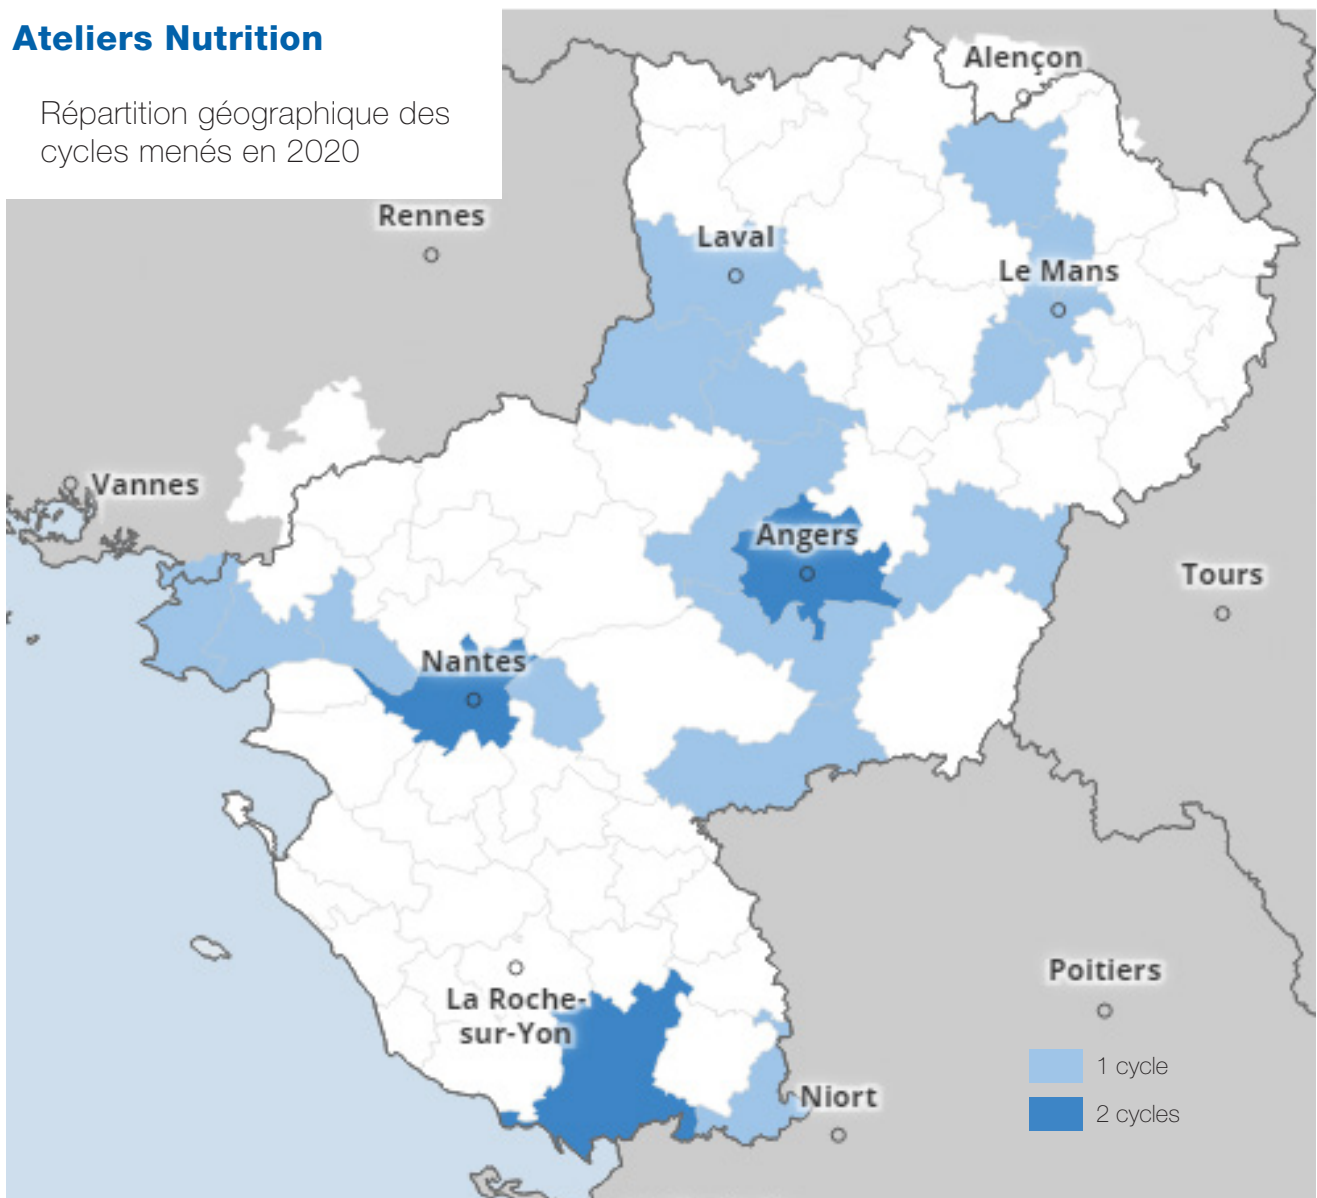 Ateliers Nutrition
Répartition géographique des
cycles menés en 2020
Alençon
Rennes
Laval
Le Mans
Vannes
Angers
Tours
Nantes
Poitiers
La Roche-
sur-Yon
1 cycle
Niort
2 cycles